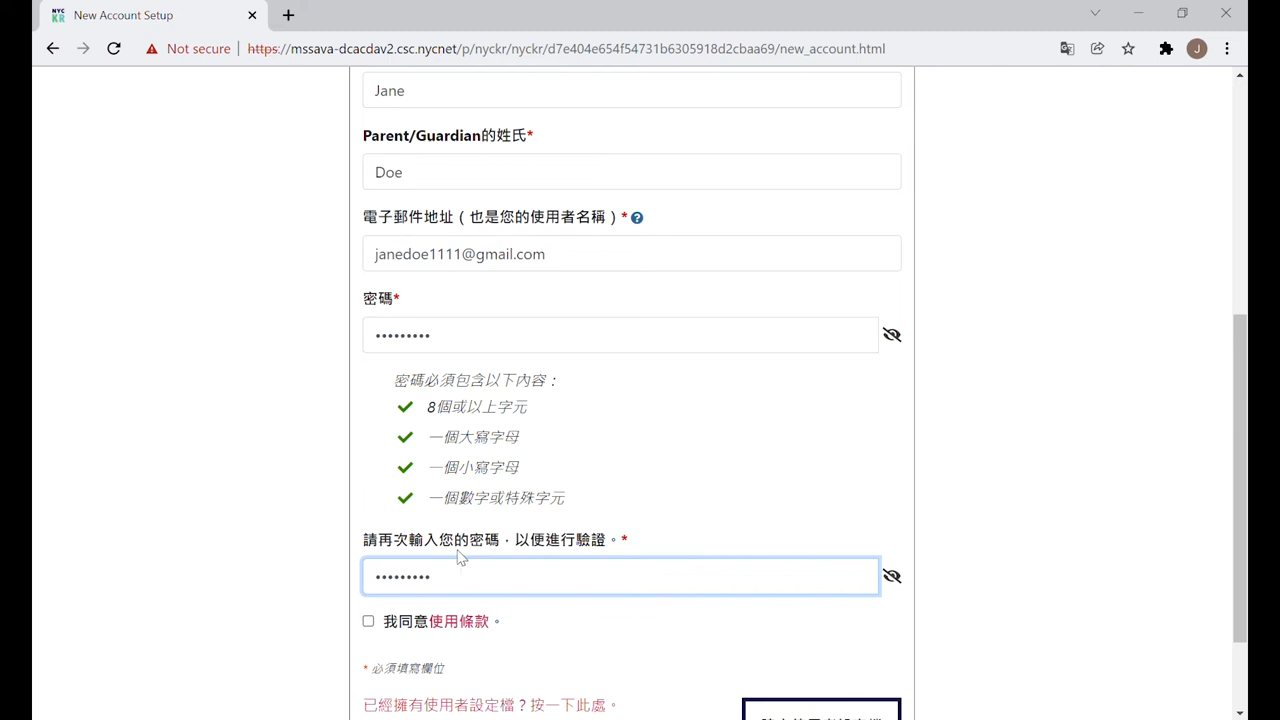 NYC KR New Account Setup
Not secure https://mssava-dcacdav2.csc.nycnet/p/nyckr/nyckr/d7e404e654f54731b6305918d2cbaa69/new_account.html J
Jane
Parent/Guardian的姓氏*
Doe
電子郵件地址（也是您的使用者名稱）*?
janedoe1111@gmail.com
密碼*
•••••••••
密碼必須包含以下內容：
8個或以上字元
一個大寫字母
一個小寫字母
一個數字或特殊字元
請再次輸入您的密碼，以便進行驗證。*
•••••••••
我同意使用條款。
* 必須填寫欄位
已經擁有使用者設定檔？按一下此處。